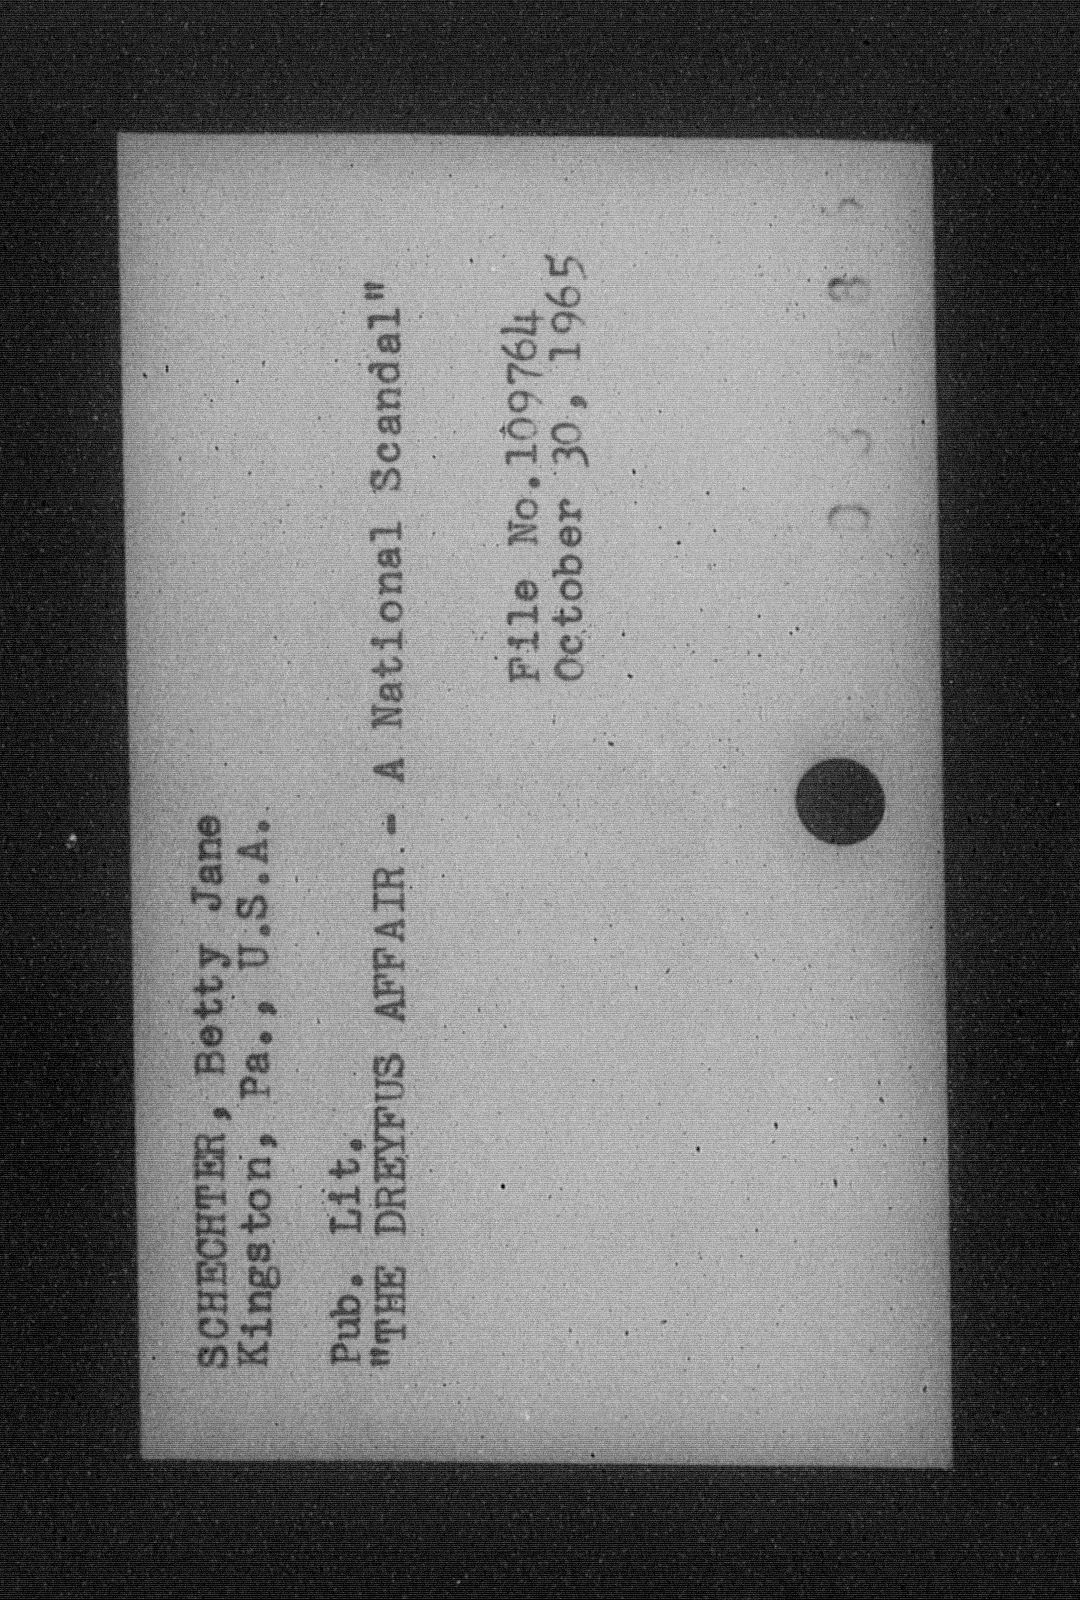 SCHECHTER, Betty Jane
Kingston, Pa., U.S.A.
Pub. Lit.
"THE DREYFUS AFFAIR.- A National Scandal"
File No.109764
October 30, 1965